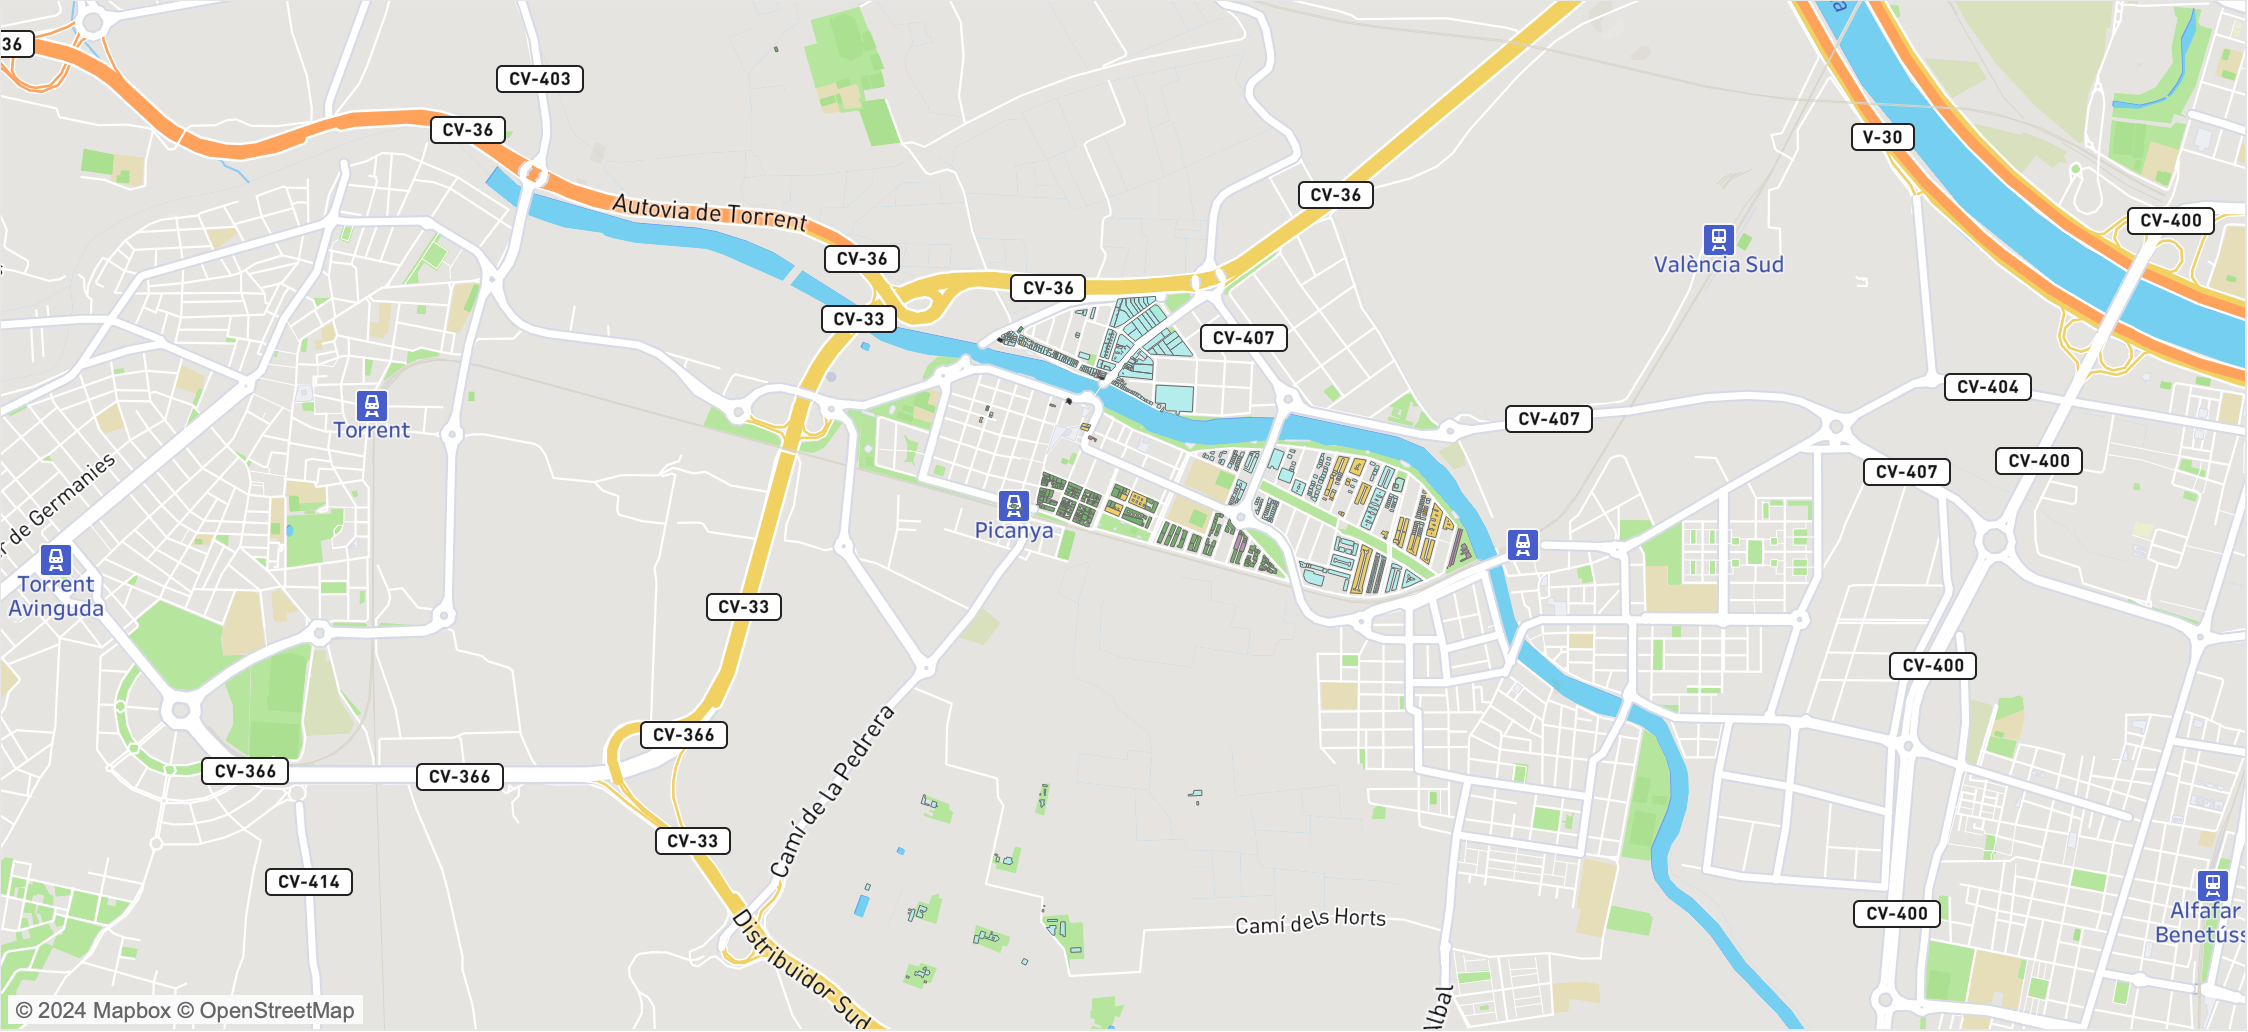 36
CV-403
CV-36
V-30
Autovia de Torrent
CV-36
CV-400
València Sud
CV-36
CV-36
CV-33
CV-407
CV-404
Torrent
CV-407
CV-400
CV-407
r de Germanies
Picanya
Torrent
Avinguda
CV-33
CV-400
CV-366
CV-366
CV-366
Camí de la Pedrera
CV-33
CV-414
Alfafar
Benetúss
CV-400
Camí dels Horts
Distribuïdor Sud
Albal
© 2024 Mapbox © OpenStreetMap